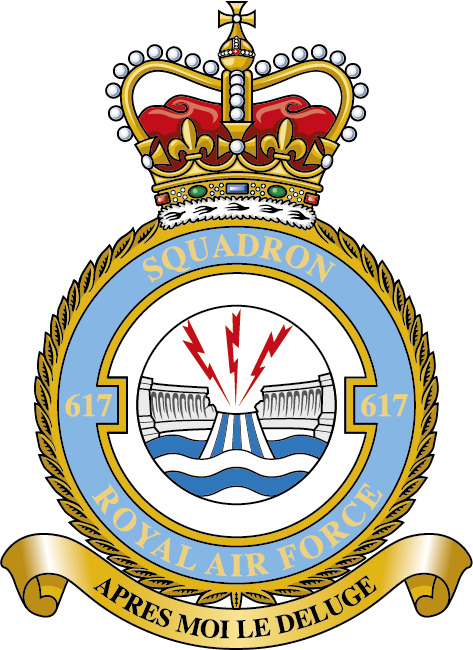 SQUADRON
617 617
ROYAL AIR FORCE
APRES MOI LE DELUGE